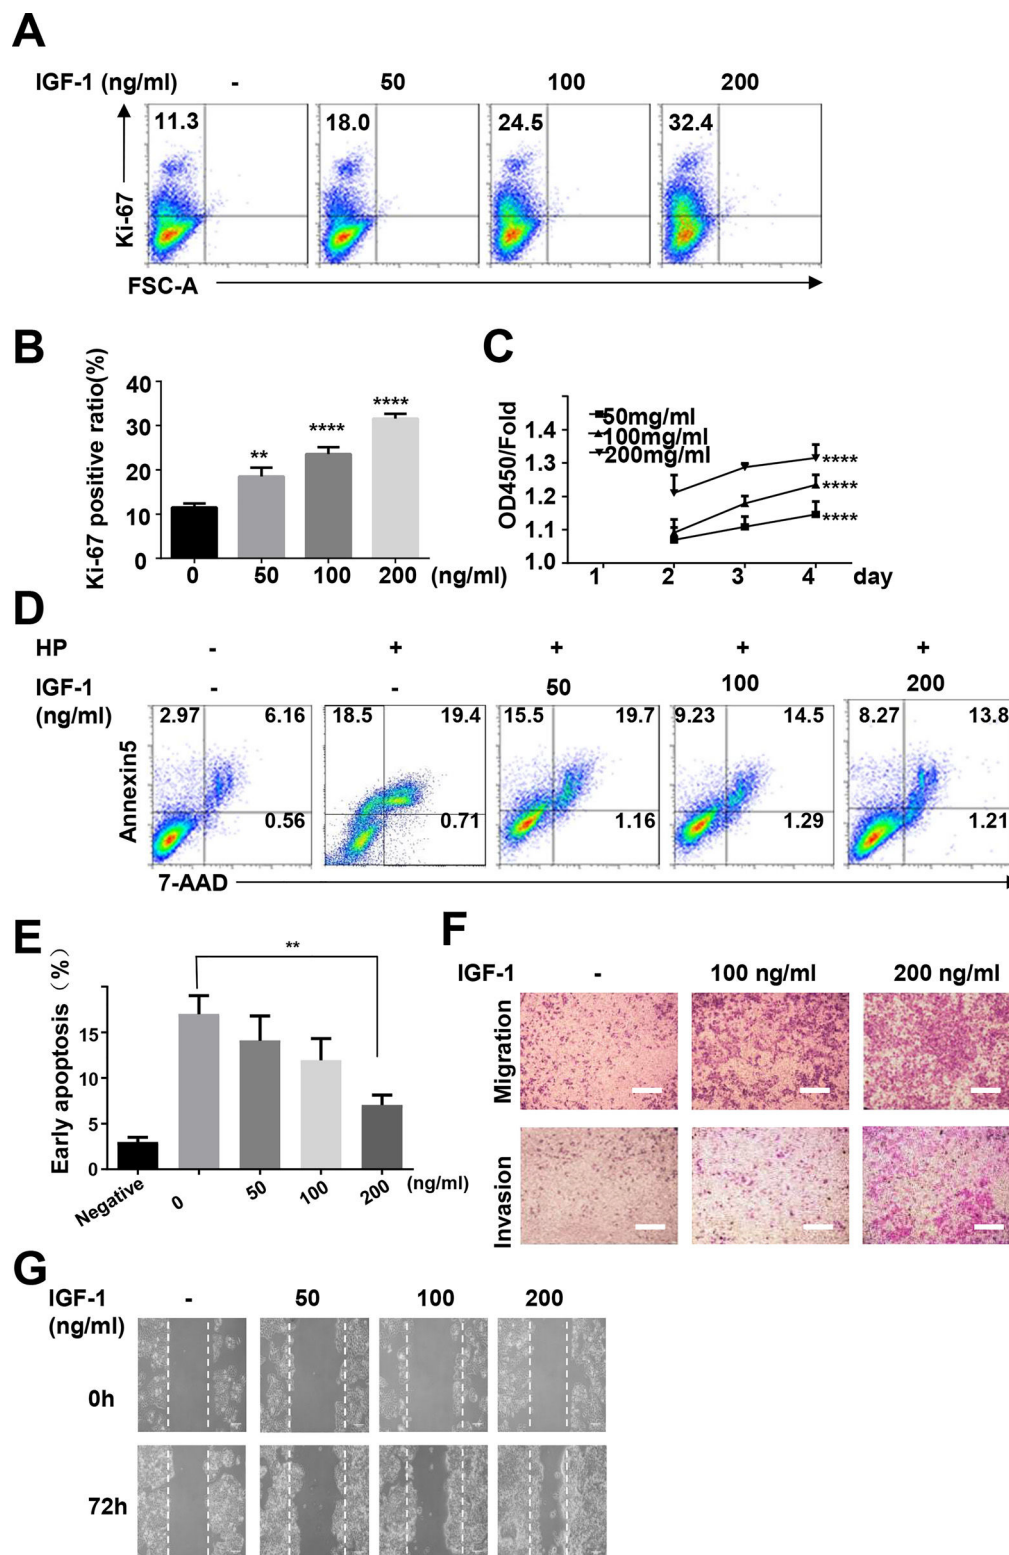 A
IGF-1 (ng/ml) - 50 100 200
11.3 18.0 24.5 32.4
Ki-67
FSC-A
B
Ki-67 positive ratio(%)
40
30
20
10
0
** **** ****
0 50 100 200 (ng/ml)
C
OD450/Fold
1.4
1.3
1.2
1.1
1.0
50mg/ml
100mg/ml
200mg/ml
****
****
****
1 2 3 4 day
D
HP - + + + +
IGF-1 - - 50 100 200
(ng/ml)
2.97 6.16 18.5 19.4 15.5 19.7 9.23 14.5 8.27 13.8
Annexin5
0.56 0.71 1.16 1.29 1.21
7-AAD
E
Early apoptosis（%）
15
10
5
0
**
Negative 0 50 100 200 (ng/ml)
F
IGF-1 - 100 ng/ml 200 ng/ml
Migration
Invasion
G
IGF-1 - 50 100 200
(ng/ml)
0h
72h